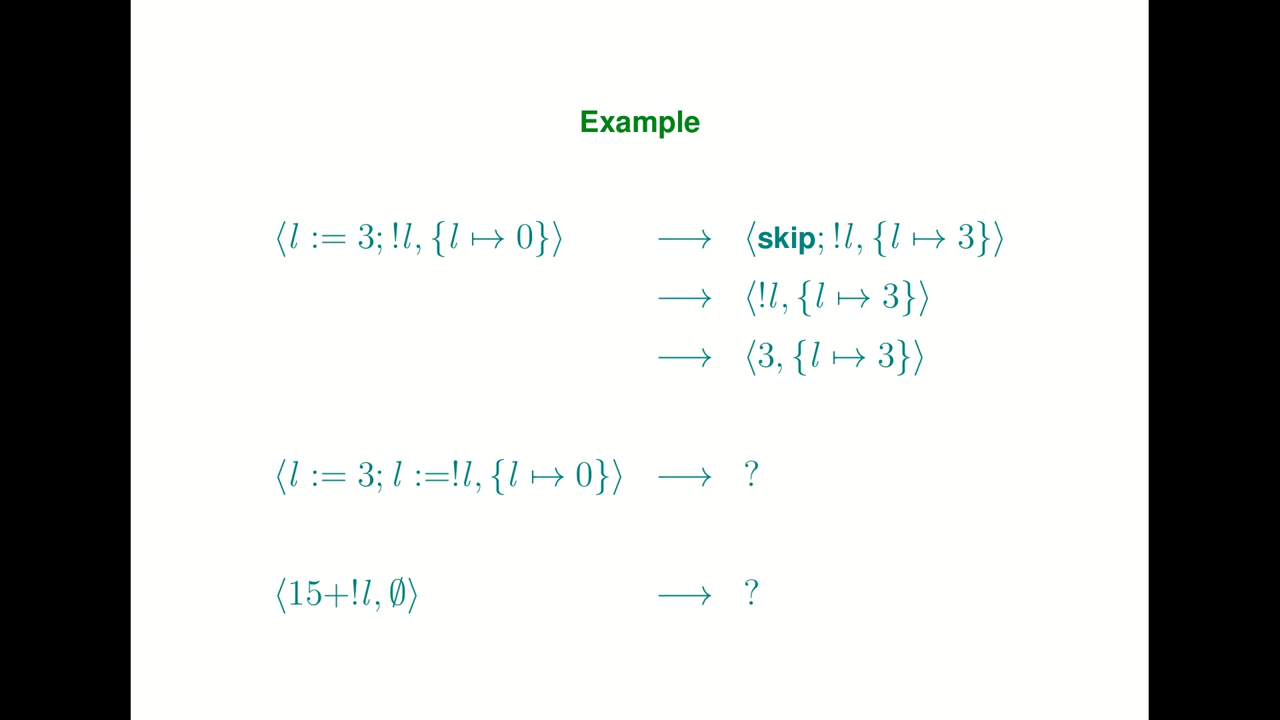 Example
⟨l := 3; !l, {l ↦ 0}⟩ ⟶ ⟨skip; !l, {l ↦ 3}⟩
⟶ ⟨!l, {l ↦ 3}⟩
⟶ ⟨3, {l ↦ 3}⟩
⟨l := 3; l :=!l, {l ↦ 0}⟩ ⟶ ?
⟨15+!l, ∅⟩ ⟶ ?